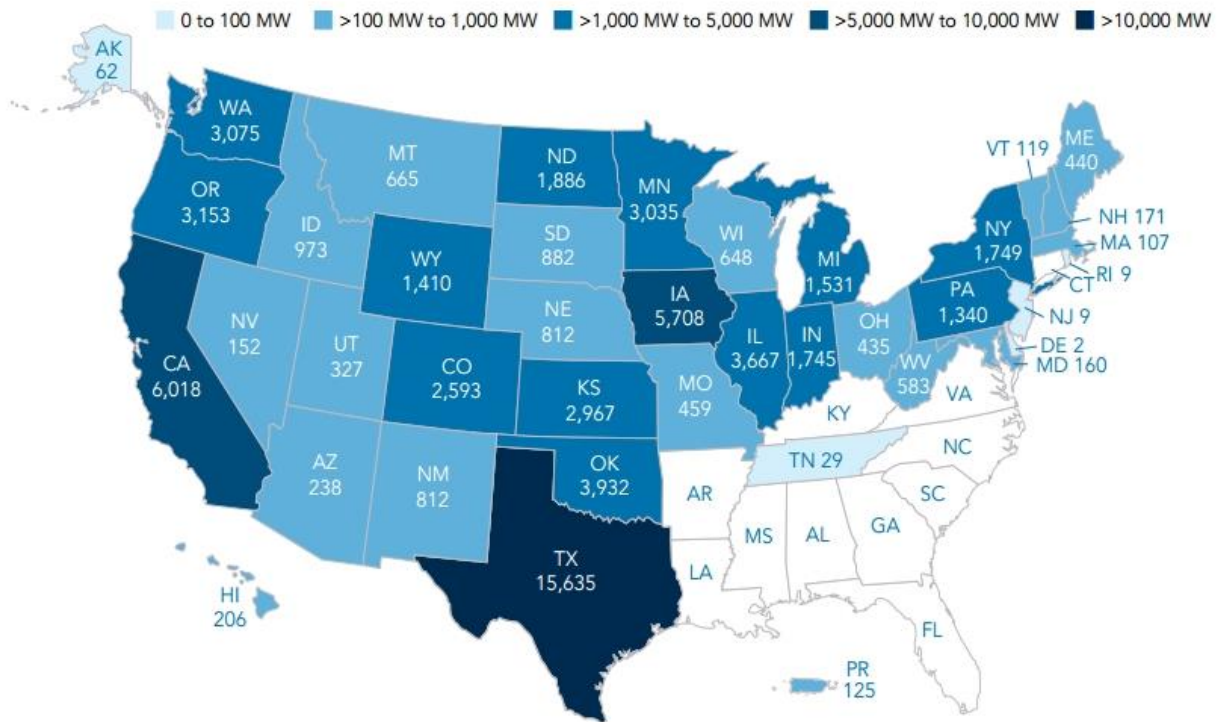 0 to 100 MW >100 MW to 1,000 MW >1,000 MW to 5,000 MW >5,000 MW to 10,000 MW >10,000 MW
AK
62
WA
3,075
OR
3,153
CA
6,018
NV
152
ID
973
MT
665
WY
1,410
UT
327
AZ
238
CO
2,593
NM
812
ND
1,886
SD
882
NE
812
KS
2,967
OK
3,932
TX
15,635
MN
3,035
IA
5,708
MO
459
AR
LA
WI
648
IL
3,667
MI
1,531
IN
1,745
OH
435
KY
TN 29
MS
AL
GA
FL
SC
NC
VA
WV
583
PA
1,340
NY
1,749
VT 119
ME
440
NH 171
MA 107
RI 9
CT
NJ 9
DE 2
MD 160
HI
206
PR
125